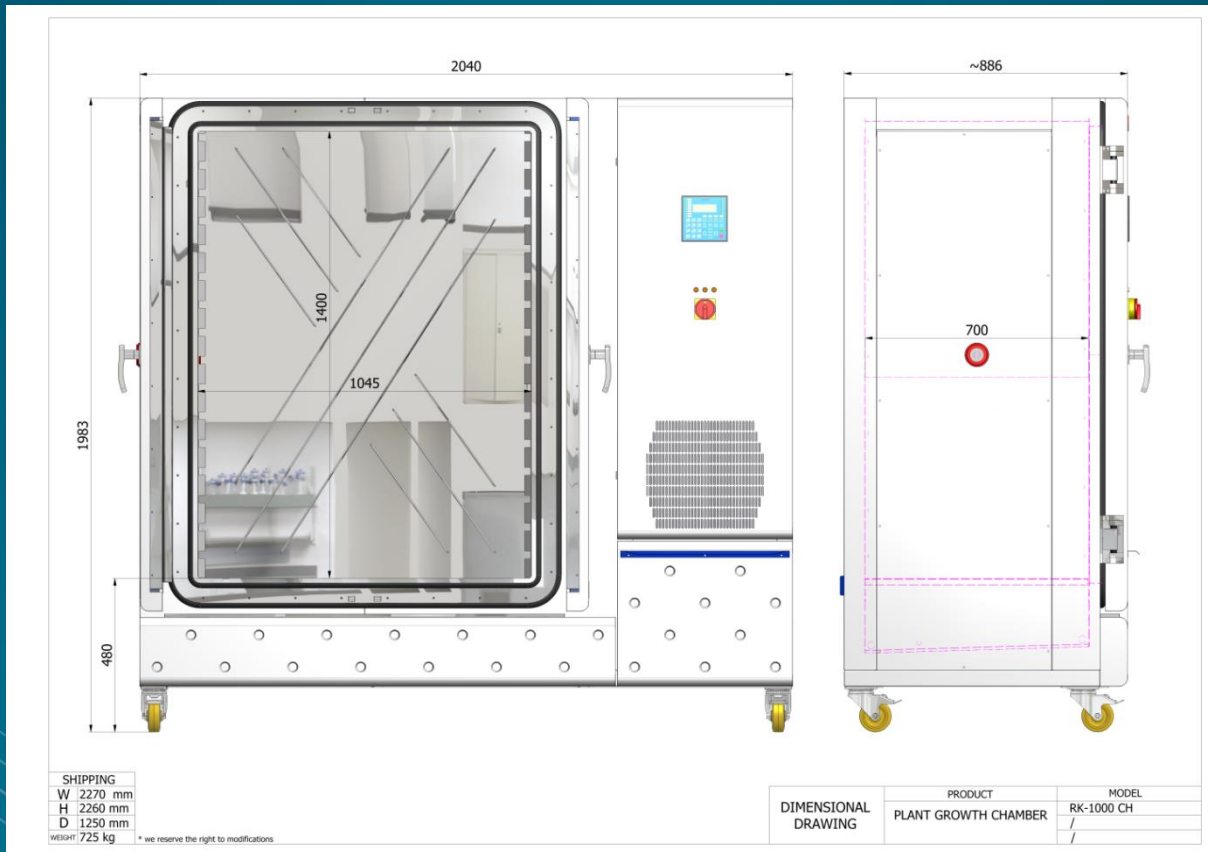 2040
~886
1400
1045
700
1983
480
SHIPPING
W 2270 mm
H 2260 mm
D 1250 mm
WEIGHT 725 kg
* we reserve the right to modifications
DIMENSIONAL
DRAWING
PRODUCT
PLANT GROWTH CHAMBER
MODEL
RK-1000 CH
/
/